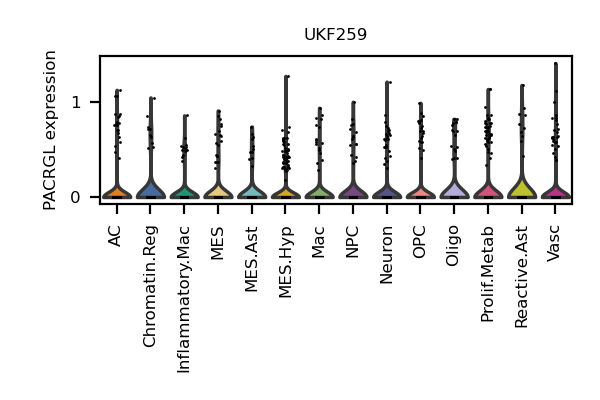 UKF259
PACRGL expression
1
0
AC
Chromatin.Reg
Inflammatory.Mac
MES
MES.Ast
MES.Hyp
Mac
NPC
Neuron
OPC
Oligo
Prolif.Metab
Reactive.Ast
Vasc